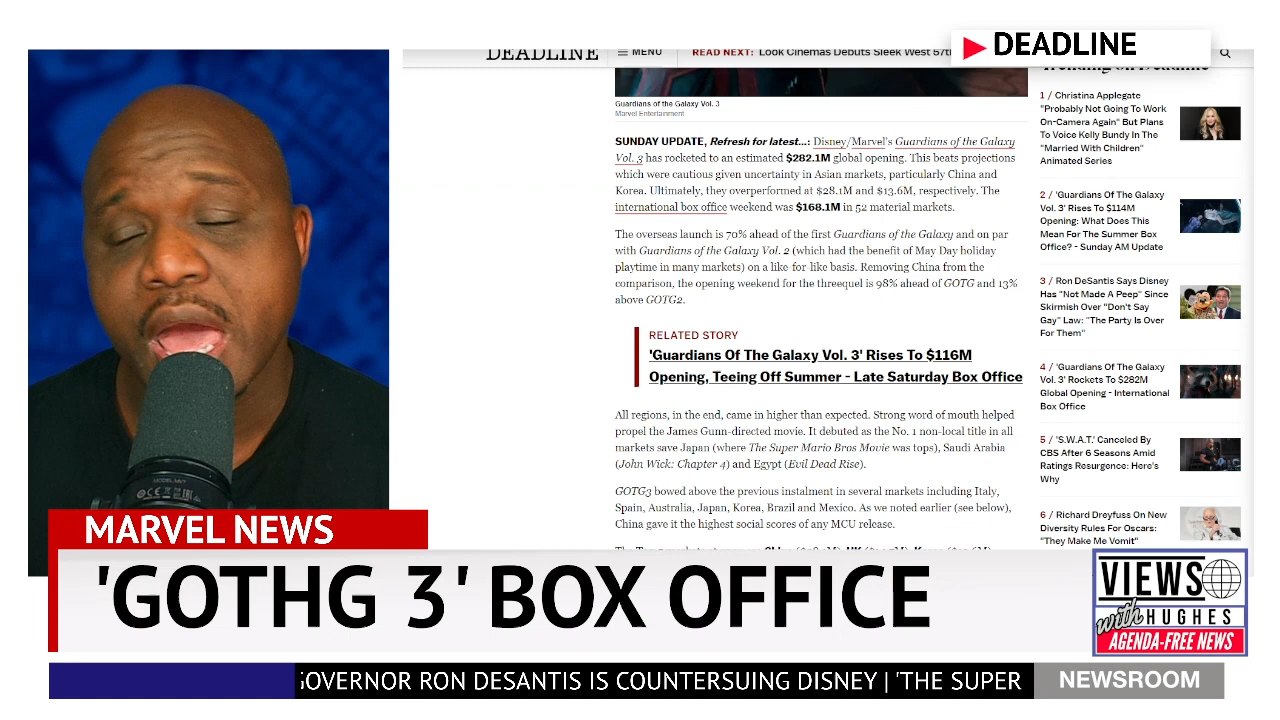 DEADLINE
MENU
READ NEXT: Look Cinemas Debuts Sleek West 57th
DEADLINE
Guardians of the Galaxy Vol. 3
Marvel Entertainment
SUNDAY UPDATE, Refresh for latest...: Disney/Marvel's Guardians of the Galaxy
Vol. 3 has rocketed to an estimated $282.1M global opening. This beats projections
which were cautious given uncertainty in Asian markets, particularly China and
Korea. Ultimately, they overperformed at $28.1M and $13.6M, respectively. The
international box office weekend was $168.1M in 52 material markets.
The overseas launch is 70% ahead of the first Guardians of the Galaxy and on par
with Guardians of the Galaxy Vol. 2 (which had the benefit of May Day holiday
playtime in many markets) on a like-for-like basis. Removing China from the
comparison, the opening weekend for the threequel is 98% ahead of GOTG and 13%
above GOTG2.
RELATED STORY
'Guardians Of The Galaxy Vol. 3' Rises To $116M
Opening, Teeing Off Summer – Late Saturday Box Office
All regions, in the end, came in higher than expected. Strong word of mouth helped
propel the James Gunn-directed movie. It debuted as the No. 1 non-local title in all
markets save Japan (where The Super Mario Bros Movie was tops), Saudi Arabia
(John Wick: Chapter 4) and Egypt (Evil Dead Rise).
GOTG3 bowed above the previous instalment in several markets including Italy,
Spain, Australia, Japan, Korea, Brazil and Mexico. As we noted earlier (see below),
China gave it the highest social scores of any MCU release.
Trending on Deadline
1 / Christina Applegate
"Probably Not Going To Work
On-Camera Again" But Plans
To Voice Kelly Bundy In The
"Married With Children"
Animated Series
2 / 'Guardians Of The Galaxy
Vol. 3' Rises To $114M
Opening: What Does This
Mean For The Summer Box
Office? – Sunday AM Update
3 / Ron DeSantis Says Disney
Has "Not Made A Peep" Since
Skirmish Over "Don't Say
Gay" Law: "The Party Is Over
For Them"
4 / 'Guardians Of The Galaxy
Vol. 3' Rockets To $282M
Global Opening – International
Box Office
5 / 'S.W.A.T.' Canceled By
CBS After 6 Seasons Amid
Ratings Resurgence: Here's
Why
6 / Richard Dreyfuss On New
Diversity Rules For Oscars:
"They Make Me Vomit"
MODEL MV7
MARVEL NEWS
'GOTHG 3' BOX OFFICE
VIEWS
with HUGHES
AGENDA-FREE NEWS
GOVERNOR RON DESANTIS IS COUNTERSUING DISNEY | 'THE SUPER
NEWSROOM